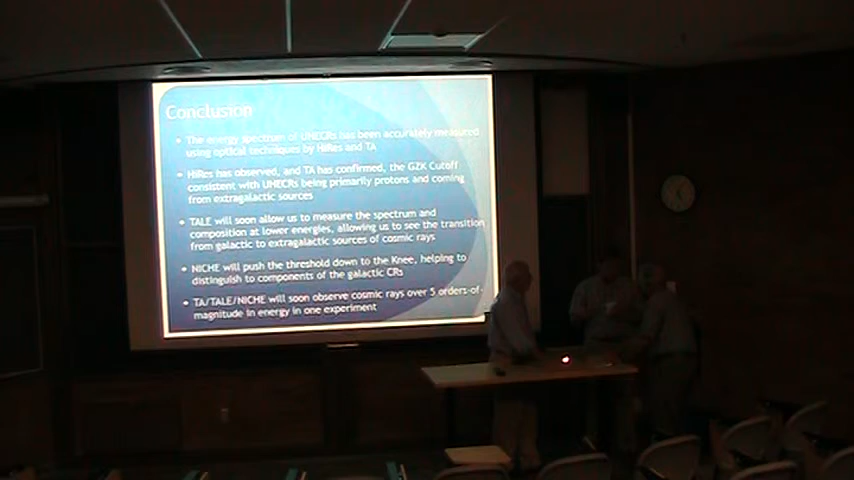 Conclusion
• The energy spectrum of UHECRs has been accurately measured
using optical techniques by HiRes and TA
• HiRes has observed, and TA has confirmed, the GZK Cutoff
consistent with UHECRs being primarily protons and coming
from extragalactic sources
• TALE will soon allow us to measure the spectrum and
composition at lower energies, allowing us to see the transition
from galactic to extragalactic sources of cosmic rays
• NICHE will push the threshold down to the Knee, helping to
distinguish to components of the galactic CRs
• TA/TALE/NICHE will soon observe cosmic rays over 5 orders-of-
magnitude in energy in one experiment